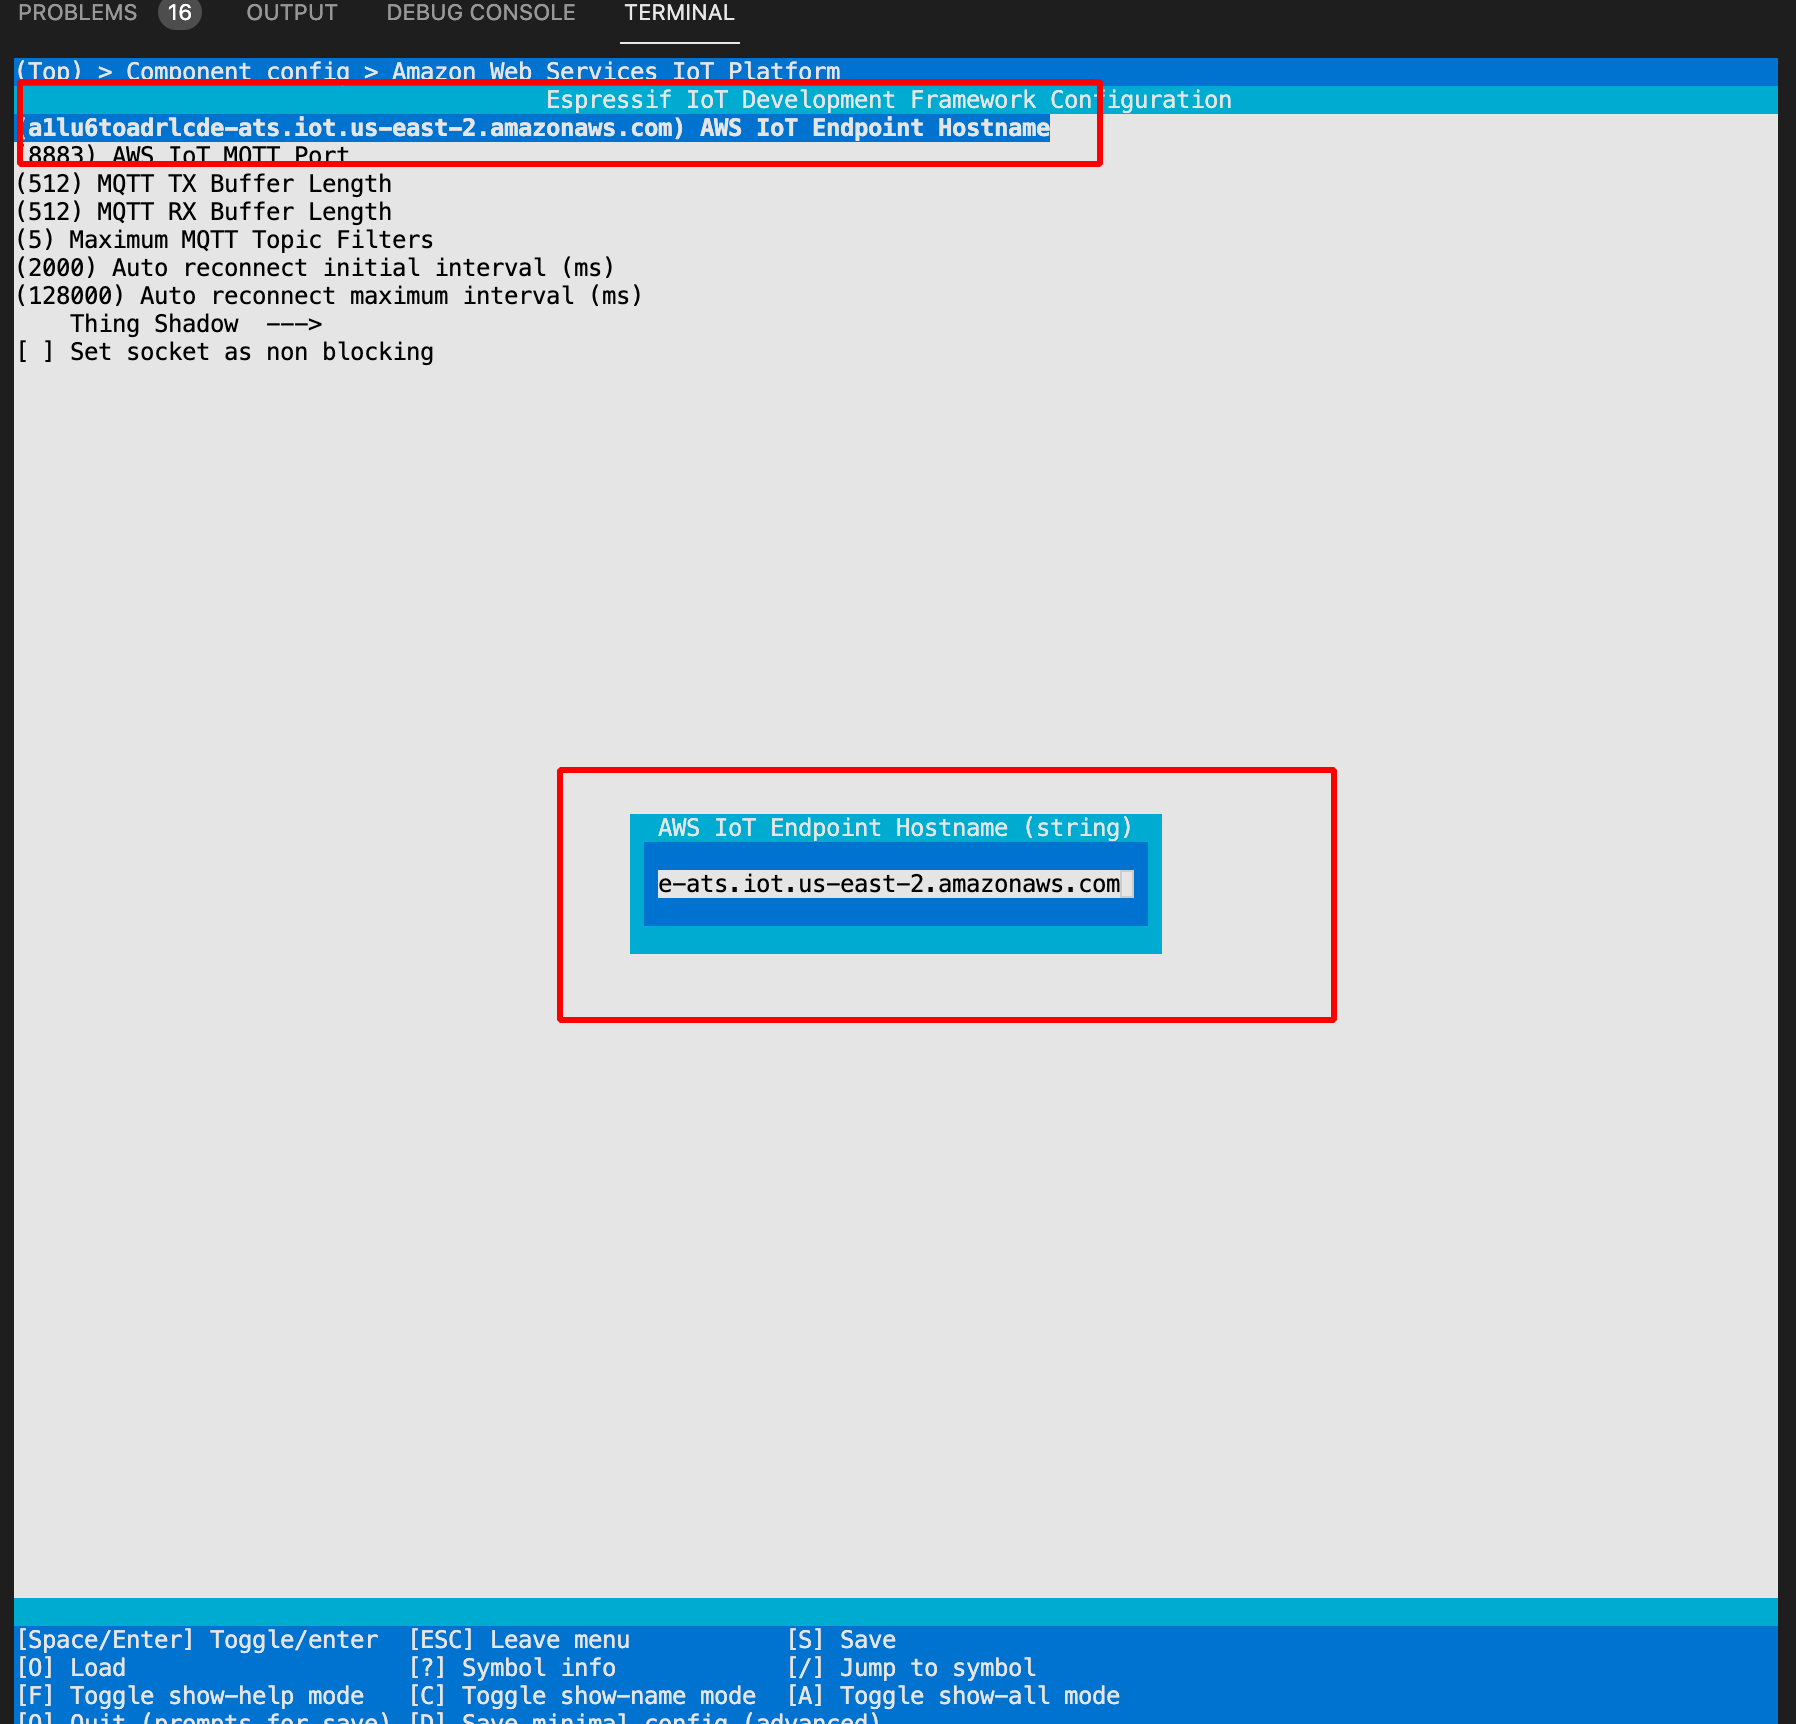 PROBLEMS 16 OUTPUT DEBUG CONSOLE TERMINAL
(Top) > Component config > Amazon Web Services IoT Platform
Espressif IoT Development Framework Configuration
(a1lu6toadrlcde-ats.iot.us-east-2.amazonaws.com) AWS IoT Endpoint Hostname
(8883) AWS IoT MQTT Port
(512) MQTT TX Buffer Length
(512) MQTT RX Buffer Length
(5) Maximum MQTT Topic Filters
(2000) Auto reconnect initial interval (ms)
(128000) Auto reconnect maximum interval (ms)
Thing Shadow --->
[ ] Set socket as non blocking
AWS IoT Endpoint Hostname (string)
e-ats.iot.us-east-2.amazonaws.com
[Space/Enter] Toggle/enter [ESC] Leave menu [S] Save
[O] Load [?] Symbol info [/] Jump to symbol
[F] Toggle show-help mode [C] Toggle show-name mode [A] Toggle show-all mode
[Q] Quit (prompts for save) [D] Save minimal config (advanced)